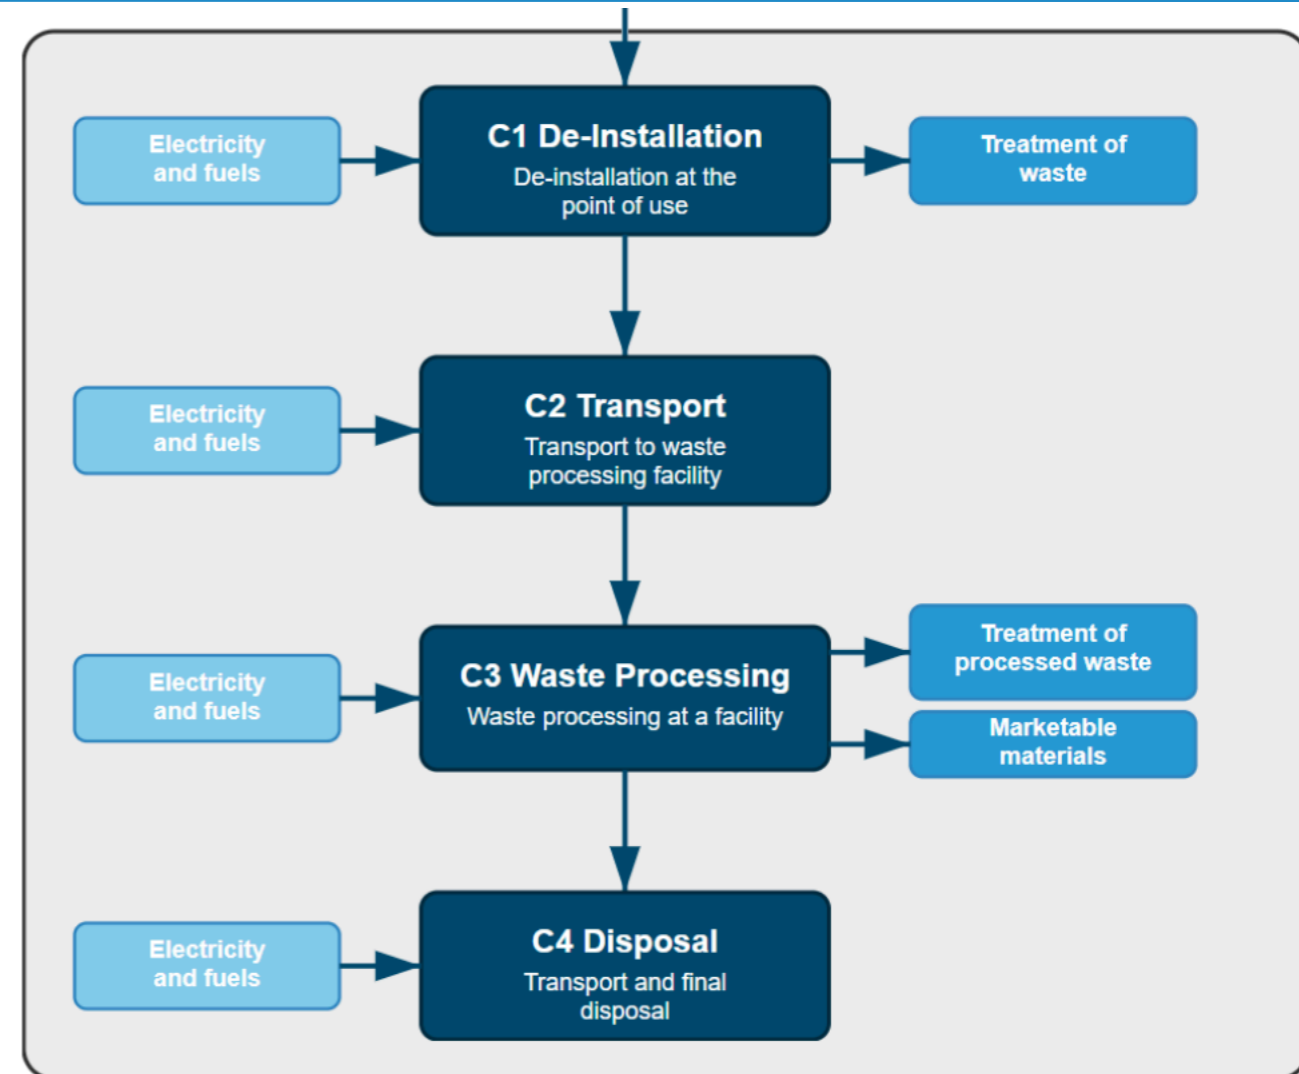 Electricity
and fuels
C1 De-Installation
De-installation at the
point of use
Treatment of
waste
Electricity
and fuels
C2 Transport
Transport to waste
processing facility
Electricity
and fuels
C3 Waste Processing
Waste processing at a facility
Treatment of
processed waste
Marketable
materials
Electricity
and fuels
C4 Disposal
Transport and final
disposal